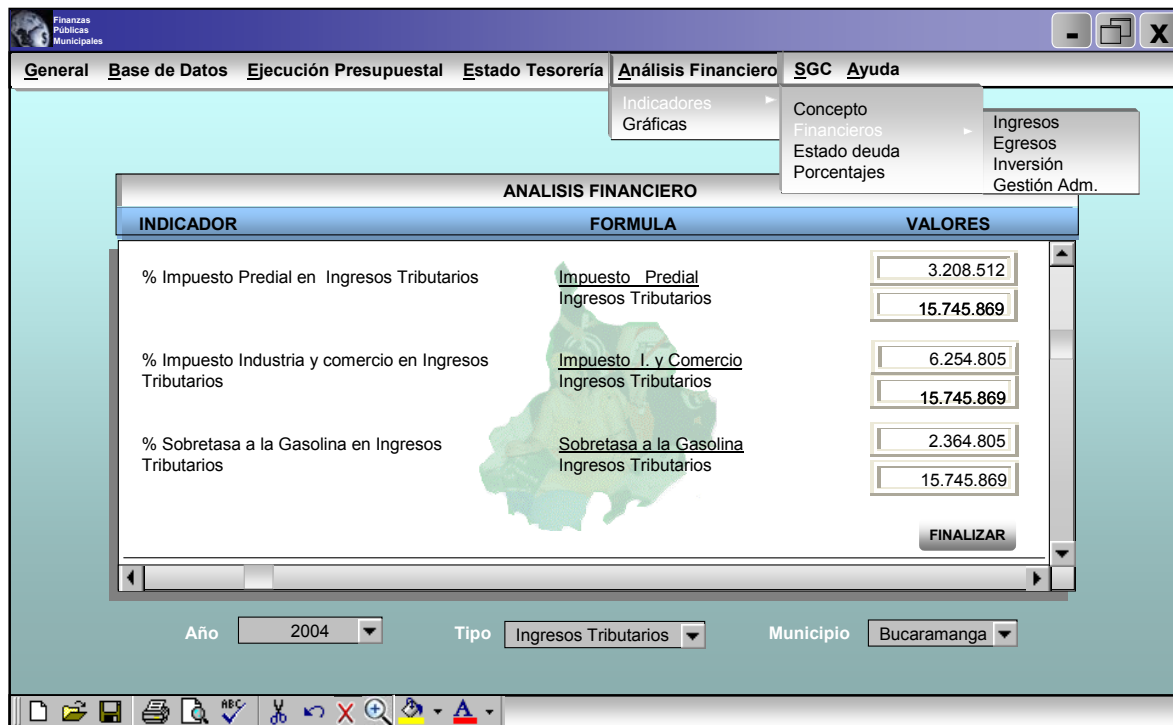 Finanzas
Públicas
Municipales
- X
General Base de Datos Ejecución Presupuestal Estado Tesorería Análisis Financiero SGC Ayuda
Indicadores
Gráficas
Concepto
Financieros
Estado deuda
Porcentajes
Ingresos
Egresos
Inversión
Gestión Adm.
ANALISIS FINANCIERO
INDICADOR FORMULA VALORES
% Impuesto Predial en Ingresos Tributarios
Impuesto Predial
Ingresos Tributarios
3.208.512
15.745.869
% Impuesto Industria y comercio en Ingresos
Tributarios
Impuesto I. y Comercio
Ingresos Tributarios
6.254.805
15.745.869
% Sobretasa a la Gasolina en Ingresos
Tributarios
Sobretasa a la Gasolina
Ingresos Tributarios
2.364.805
15.745.869
FINALIZAR
Año 2004 Tipo Ingresos Tributarios Municipio Bucaramanga
ABC A